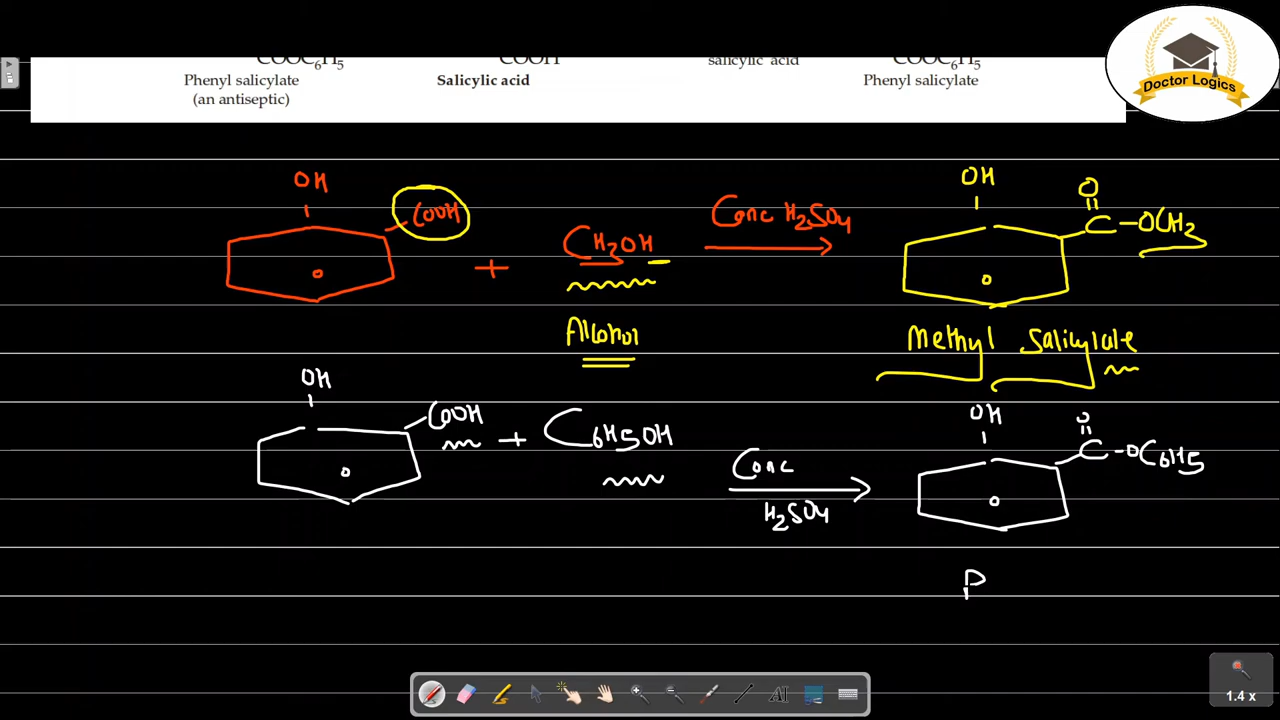 COOC6H5
COOH
salicylic acid
COOC6H5
Phenyl salicylate
Salicylic acid
Phenyl salicylate
(an antiseptic)
Doctor Logics
OH
COOH
+
CH3OH
Conc H2SO4
OH
O
C-OCH3
Alcohol
Methyl Salicylate
OH
COOH + C6H5OH
Conc
H2SO4
OH
O
C-OC6H5
P
AI
1.4 x